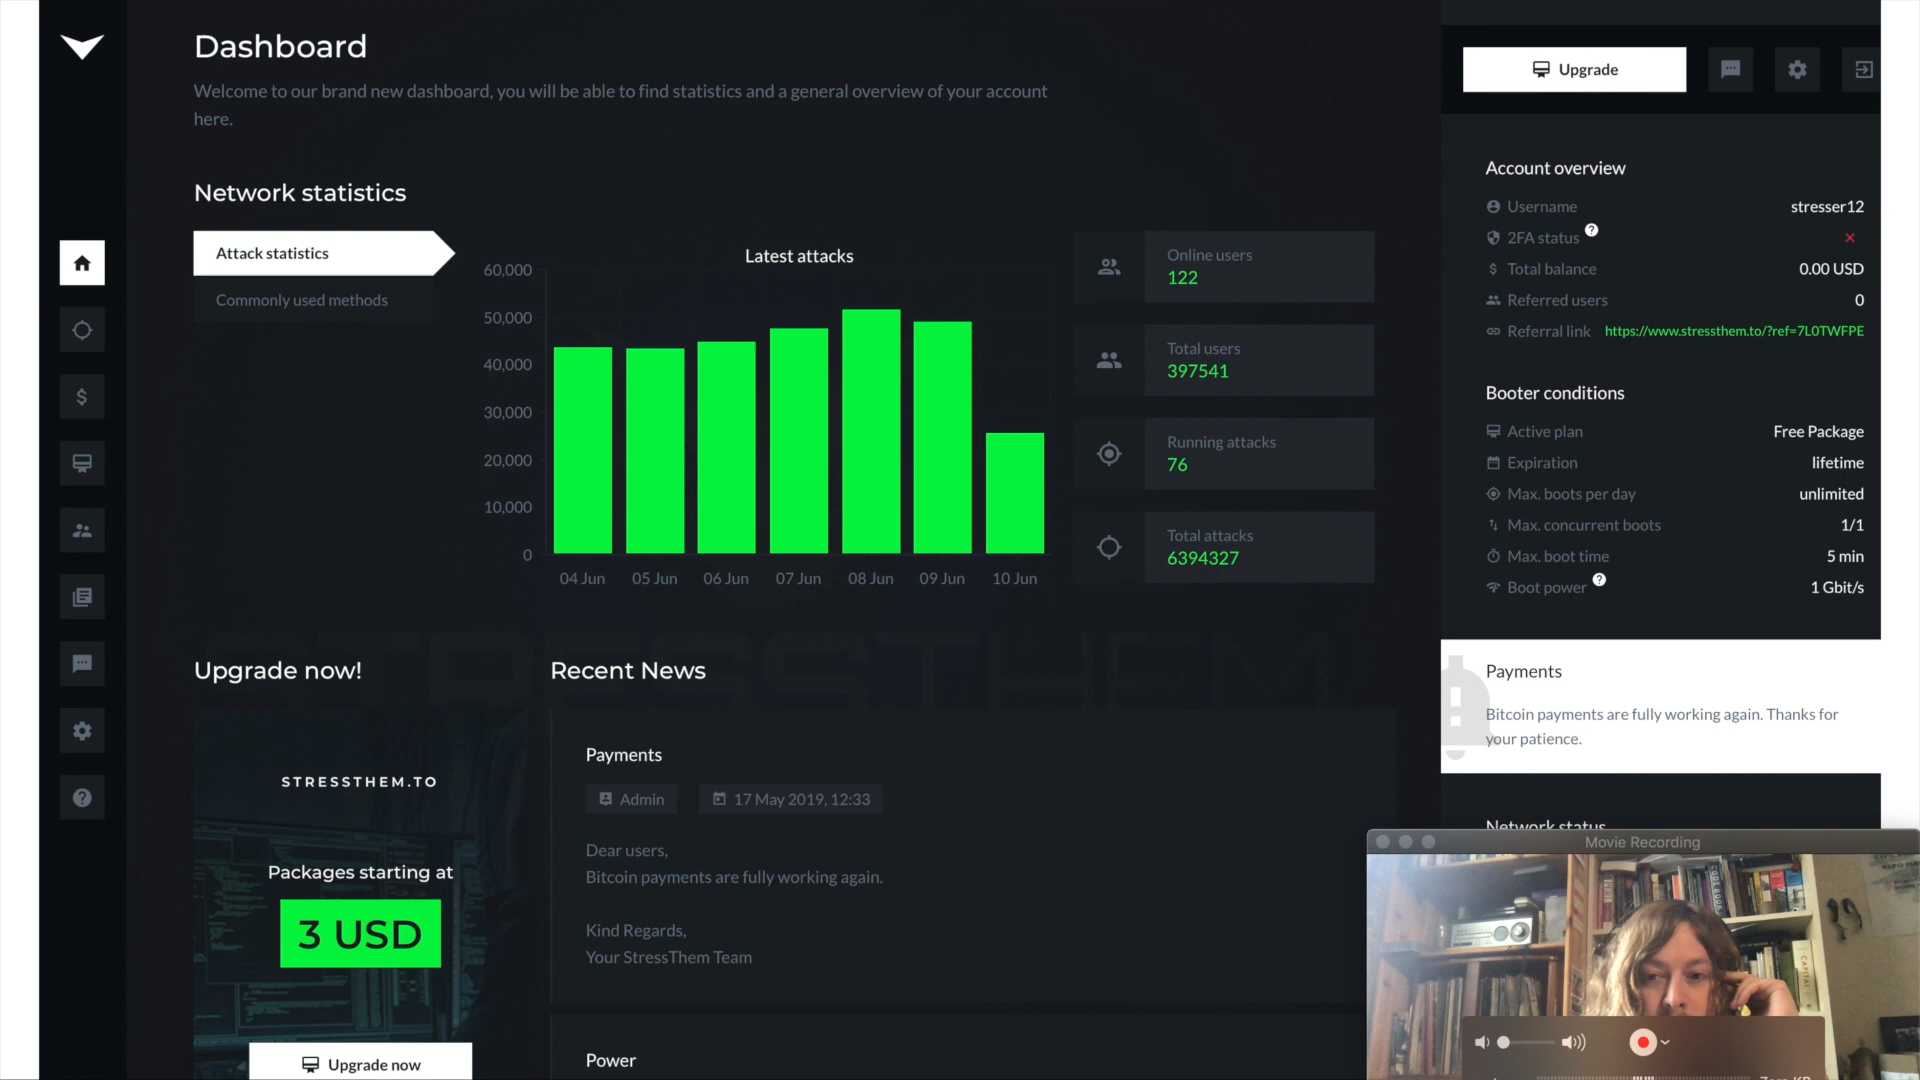 Dashboard
Welcome to our brand new dashboard, you will be able to find statistics and a general overview of your account
here.
Network statistics
Attack statistics
Commonly used methods
Latest attacks
60,000
50,000
40,000
30,000
20,000
10,000
0
04 Jun 05 Jun 06 Jun 07 Jun 08 Jun 09 Jun 10 Jun
Online users
122
Total users
397541
Running attacks
76
Total attacks
6394327
Upgrade now!
STRESSTHEM.TO
Packages starting at
3 USD
Upgrade now
STRESSTHEM
Recent News
Payments
Admin 17 May 2019, 12:33
Dear users,
Bitcoin payments are fully working again.
Kind Regards,
Your StressThem Team
Power
Upgrade
Account overview
Username stresser12
2FA status ?
Total balance 0.00 USD
Referred users 0
Referral link https://www.stressthem.to/?ref=7L0TWFPE
Booter conditions
Active plan Free Package
Expiration lifetime
Max. boots per day unlimited
Max. concurrent boots 1/1
Max. boot time 5 min
Boot power ? 1 Gbit/s
Payments
Bitcoin payments are fully working again. Thanks for
your patience.
Network status
Movie Recording
CAPITAL